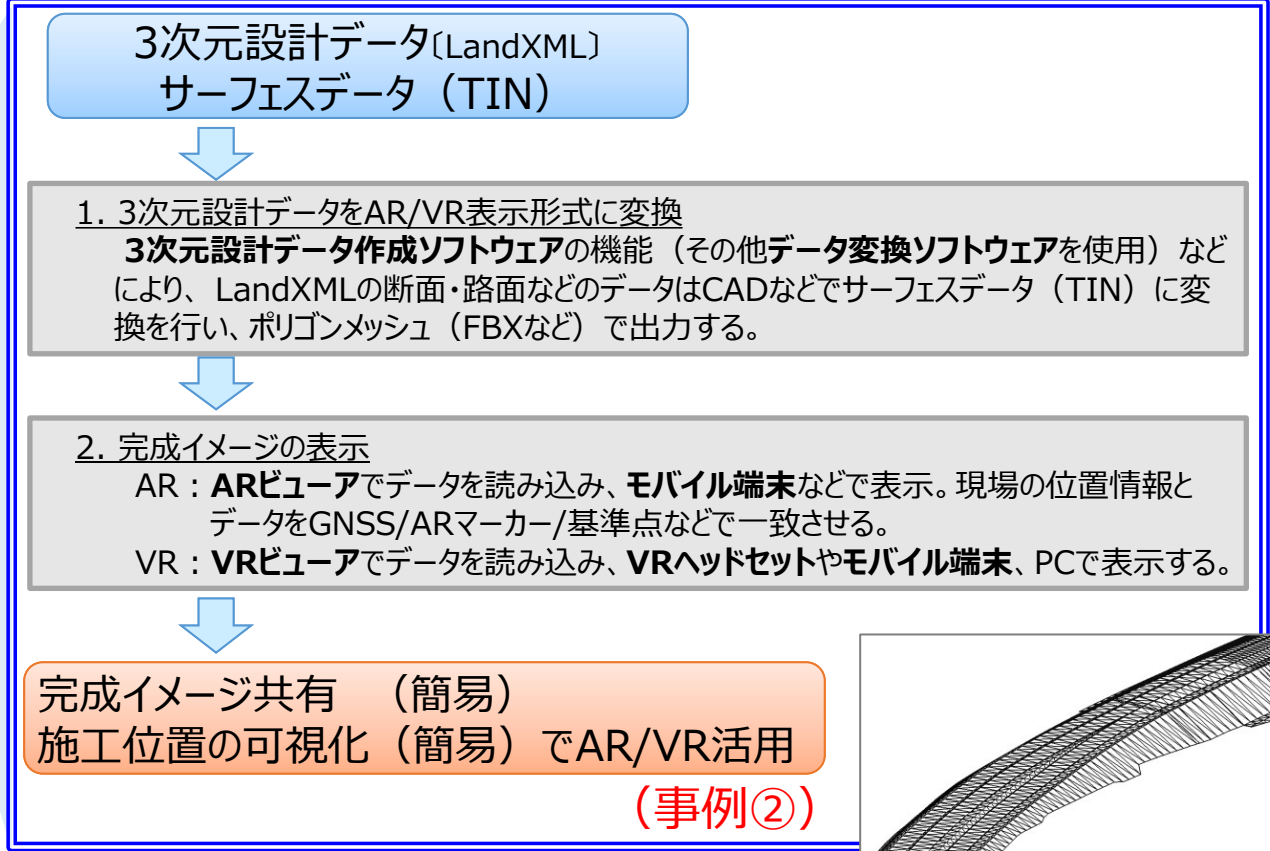 3次元設計データ〔LandXML〕
サーフェスデータ（TIN）
1. 3次元設計データをAR/VR表示形式に変換
3次元設計データ作成ソフトウェアの機能（その他データ変換ソフトウェアを使用）など
により、LandXMLの断面・路面などのデータはCADなどでサーフェスデータ（TIN）に変
換を行い、ポリゴンメッシュ（FBXなど）で出力する。
2. 完成イメージの表示
AR：ARビューアでデータを読み込み、モバイル端末などで表示。現場の位置情報と
データをGNSS/ARマーカー/基準点などで一致させる。
VR：VRビューアでデータを読み込み、VRヘッドセットやモバイル端末、PCで表示する。
完成イメージ共有　（簡易）
施工位置の可視化（簡易）でAR/VR活用
（事例②）